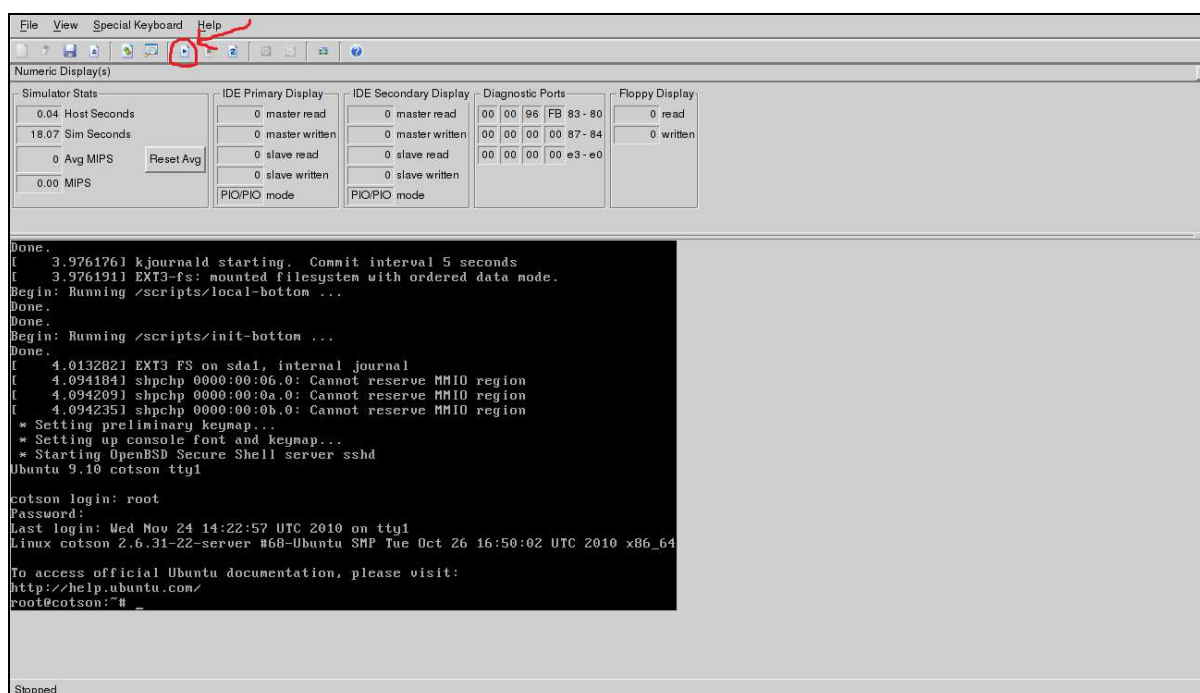 File View Special Keyboard Help
Numeric Display(s)
Simulator Stats
0.04 Host Seconds
18.07 Sim Seconds
0 Avg MIPS Reset Avg
0.00 MIPS
IDE Primary Display
0 master read
0 master written
0 slave read
0 slave written
PIO/PIO mode
IDE Secondary Display
0 master read
0 master written
0 slave read
0 slave written
PIO/PIO mode
Diagnostic Ports
00 00 96 FB 83 - 80
00 00 00 00 87 - 84
00 00 00 00 e3 - e0
Floppy Display
0 read
0 written
Done.
[    3.976176] kjournald starting.  Commit interval 5 seconds
[    3.976191] EXT3-fs: mounted filesystem with ordered data mode.
Begin: Running /scripts/local-bottom ...
Done.
Done.
Begin: Running /scripts/init-bottom ...
Done.
[    4.013282] EXT3 FS on sda1, internal journal
[    4.094184] shpchp 0000:00:06.0: Cannot reserve MMIO region
[    4.094209] shpchp 0000:00:0a.0: Cannot reserve MMIO region
[    4.094235] shpchp 0000:00:0b.0: Cannot reserve MMIO region
* Setting preliminary keymap...
* Setting up console font and keymap...
* Starting OpenBSD Secure Shell server sshd
Ubuntu 9.10 cotson tty1
cotson login: root
Password:
Last login: Wed Nov 24 14:22:57 UTC 2010 on tty1
Linux cotson 2.6.31-22-server #68-Ubuntu SMP Tue Oct 26 16:50:02 UTC 2010 x86_64
To access official Ubuntu documentation, please visit:
http://help.ubuntu.com/
root@cotson:~# _
Stopped